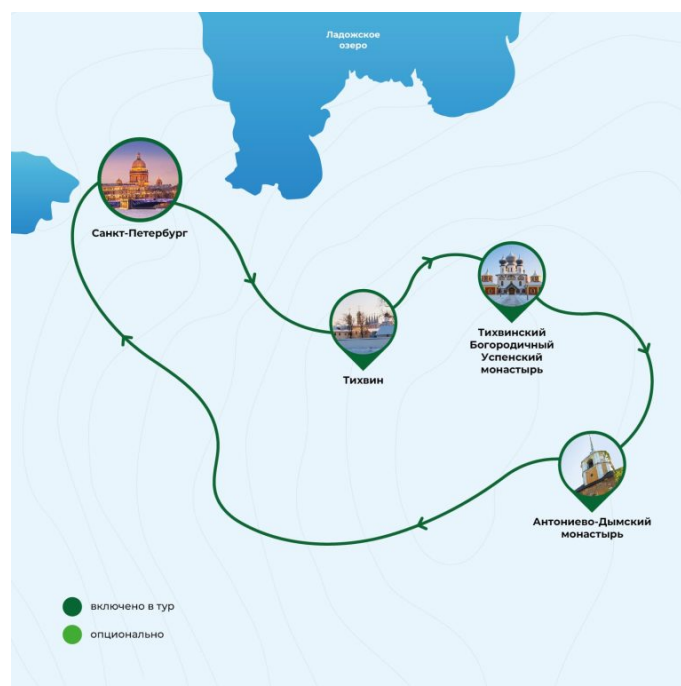 Ладожское
озеро
Санкт-Петербург
Тихвинский
Богородичный
Успенский
монастырь
Тихвин
Антониево-Дымский
монастырь
включено в тур
опционально